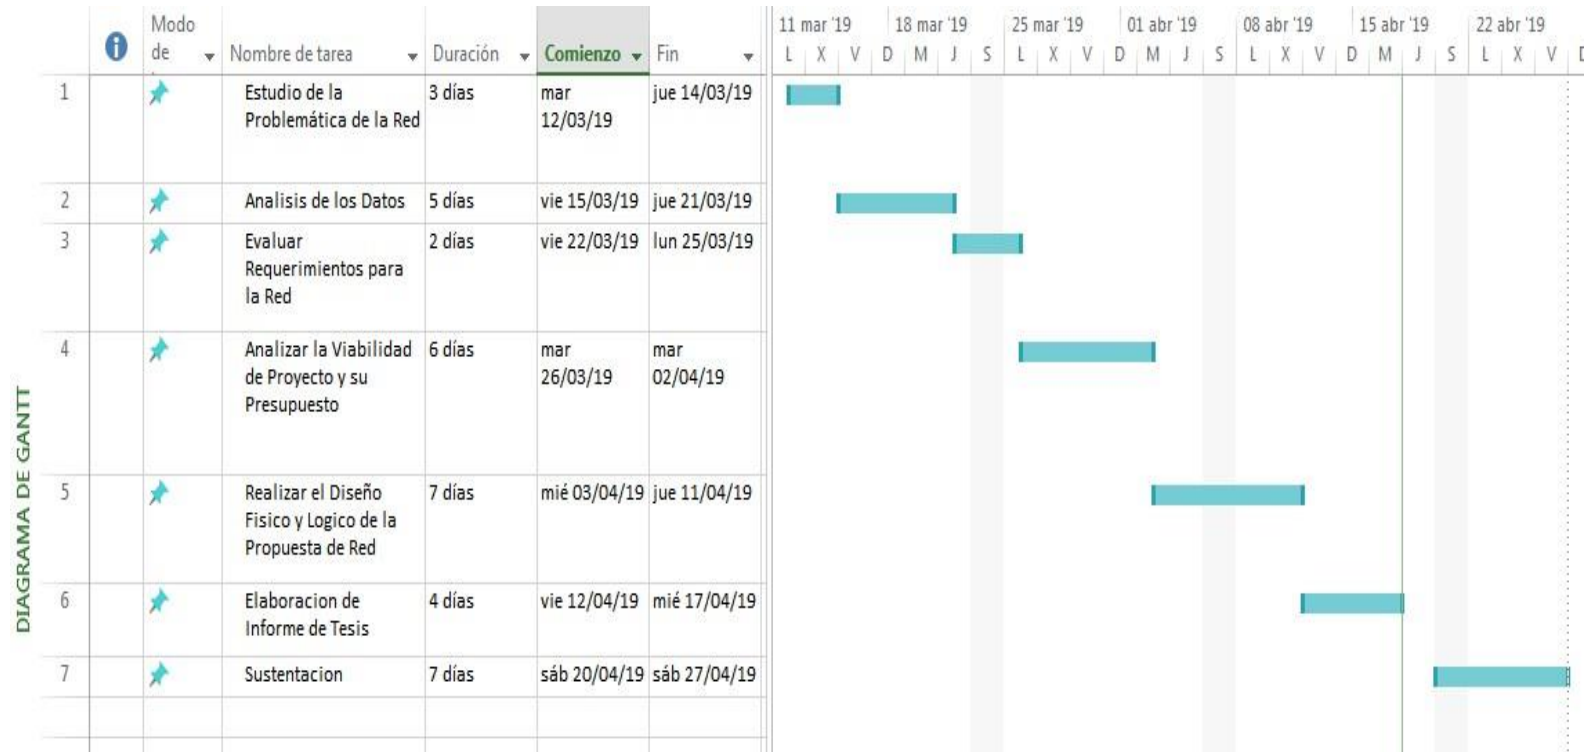 DIAGRAMA DE GANTT
Modo
de
Nombre de tarea
Duración
Comienzo
Fin
11 mar '19
18 mar '19
25 mar '19
01 abr '19
08 abr '19
15 abr '19
22 abr '19
L X V D M J S L X V D M J S L X V D M J S L X V D
1
Estudio de la
Problemática de la Red
3 días
mar
12/03/19
jue 14/03/19
2
Analisis de los Datos
5 días
vie 15/03/19
jue 21/03/19
3
Evaluar
Requerimientos para
la Red
2 días
vie 22/03/19
lun 25/03/19
4
Analizar la Viabilidad
de Proyecto y su
Presupuesto
6 días
mar
26/03/19
mar
02/04/19
5
Realizar el Diseño
Fisico y Logico de la
Propuesta de Red
7 días
mié 03/04/19
jue 11/04/19
6
Elaboracion de
Informe de Tesis
4 días
vie 12/04/19
mié 17/04/19
7
Sustentacion
7 días
sáb 20/04/19
sáb 27/04/19